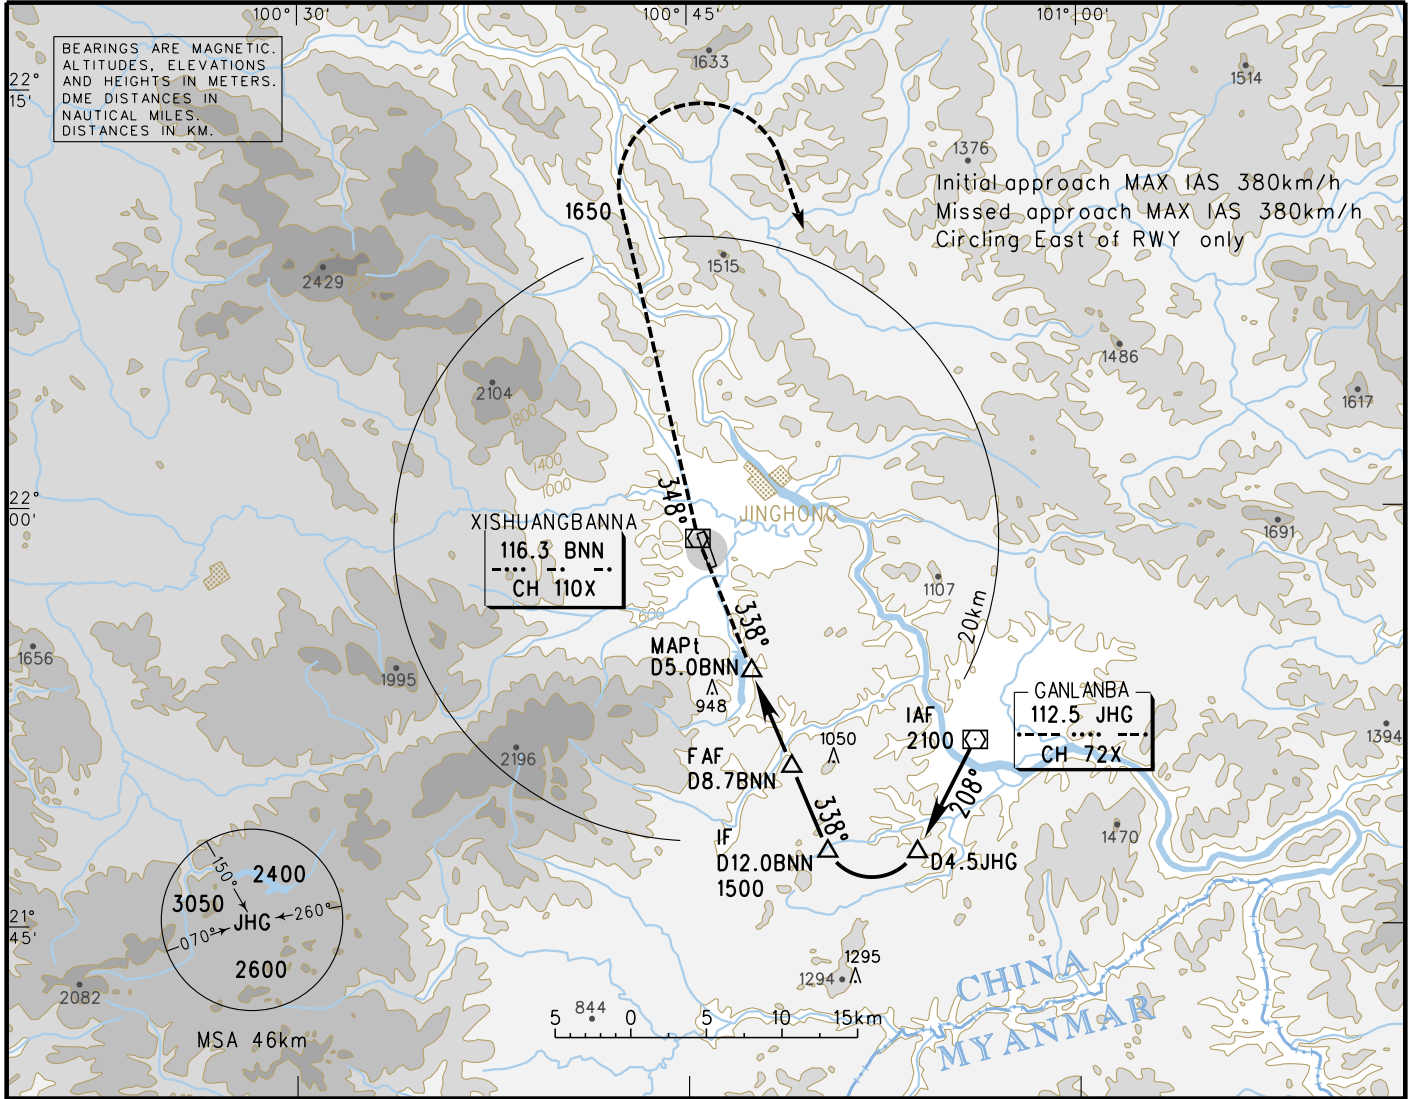 100° 30'
100° 45'
101° 00'
BEARINGS ARE MAGNETIC.
ALTITUDES, ELEVATIONS
AND HEIGHTS IN METERS.
DME DISTANCES IN
NAUTICAL MILES.
DISTANCES IN KM.
22°
15'
1633
1514
1376
Initial approach MAX IAS 380km/h
Missed approach MAX IAS 380km/h
Circling East of RWY only
1650
1515
2429
1486
2104
1617
1800
1400
1000
348°
22°
00'
JINGHONG
1691
XISHUANGBANNA
116.3 BNN
CH 110X
1107
20km
600
338°
MAPt
D5.0BNN
1656
1995
948
GANLANBA
112.5 JHG
CH 72X
IAF
2100
1394
1050
2196
FAF
D8.7BNN
208°
338°
1470
IF
D12.0BNN
1500
D4.5JHG
150°
2400
3050
JHG
260°
070°
2600
21°
45'
1295
1294
CHINA
2082
844
MYANMAR
5 0 5 10 15km
MSA 46km